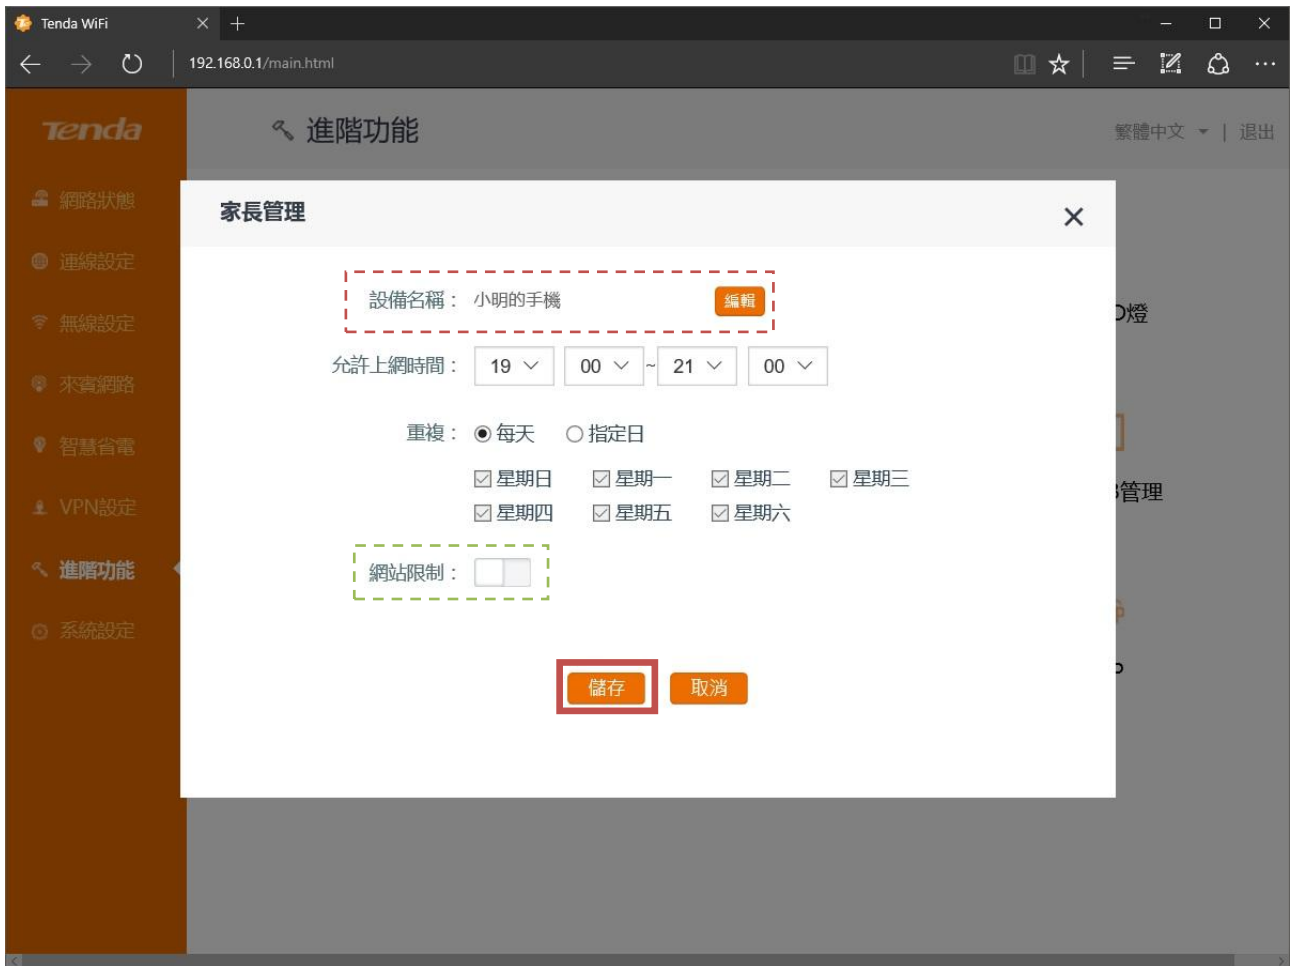 Tenda WiFi
192.168.0.1/main.html
Tenda
進階功能
繁體中文 | 退出
網路狀態
連線設定
無線設定
來賓網路
智慧省電
VPN設定
進階功能
系統設定
家長管理
設備名稱： 小明的手機 編輯
允許上網時間： 19 00 ~ 21 00
重複： 每天 指定日
星期日 星期一 星期二 星期三
星期四 星期五 星期六
網站限制：
儲存 取消
燈
管理